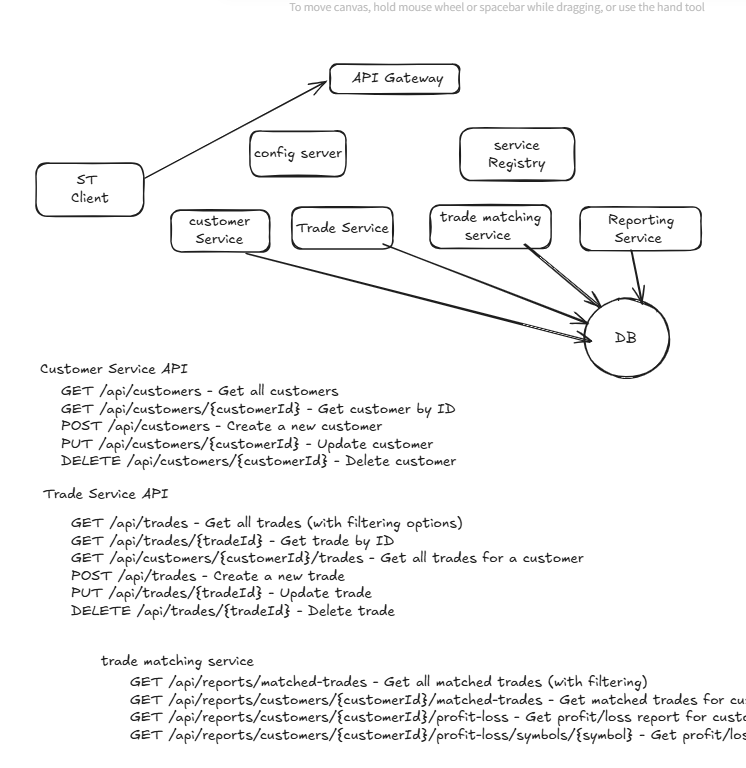 To move canvas, hold mouse wheel or spacebar while dragging, or use the hand tool
API Gateway
config server
service
Registry
ST
Client
customer
Service
Trade Service
trade matching
service
Reporting
Service
DB
Customer Service API
GET /api/customers - Get all customers
GET /api/customers/{customerId} - Get customer by ID
POST /api/customers - Create a new customer
PUT /api/customers/{customerId} - Update customer
DELETE /api/customers/{customerId} - Delete customer
Trade Service API
GET /api/trades - Get all trades (with filtering options)
GET /api/trades/{tradeId} - Get trade by ID
GET /api/customers/{customerId}/trades - Get all trades for a customer
POST /api/trades - Create a new trade
PUT /api/trades/{tradeId} - Update trade
DELETE /api/trades/{tradeId} - Delete trade
trade matching service
GET /api/reports/matched-trades - Get all matched trades (with filtering)
GET /api/reports/customers/{customerId}/matched-trades - Get matched trades for
GET /api/reports/customers/{customerId}/profit-loss - Get profit/loss report for
GET /api/reports/customers/{customerId}/profit-loss/symbols/{symbol} - Get